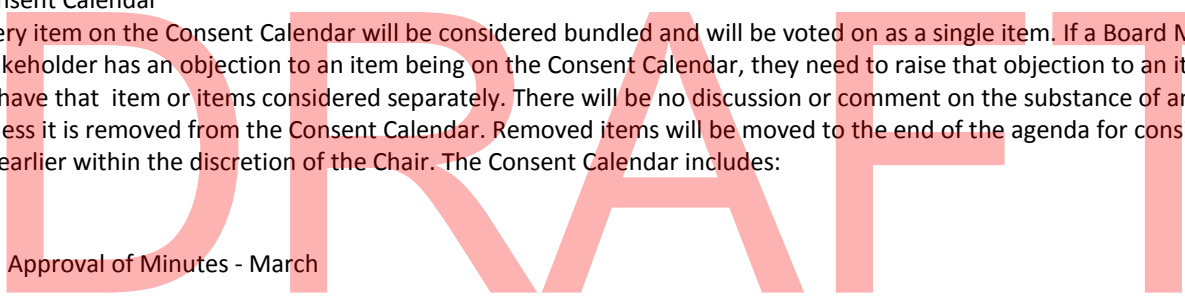 nsent Calendar
ery item on the Consent Calendar will be considered bundled and will be voted on as a single item. If a Board M
keholder has an objection to an item being on the Consent Calendar, they need to raise that objection to an it
have that item or items considered separately. There will be no discussion or comment on the substance of an
less it is removed from the Consent Calendar. Removed items will be moved to the end of the agenda for cons
earlier within the discretion of the Chair. The Consent Calendar includes:
Approval of Minutes - March
DRAFT